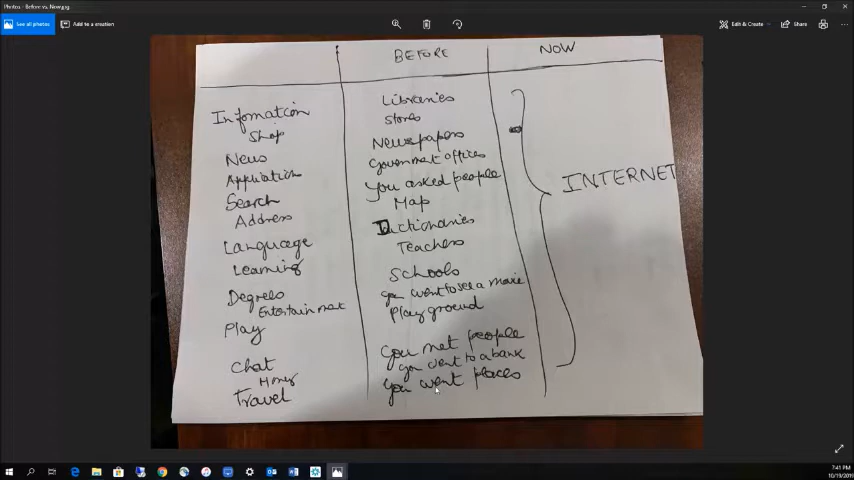 Photos - Before vs. Now.jpg
See all photos
Add to a creation
Edit & Create
Share
BEFORE
NOW
Infomation
Libraries
Shop
Stores
News
Newspapers
Application
Government offices
Search
You asked people
Address
Map
Language
Dictionaries
Learning
Teachers
Degrees
Schools
Entertainment
you went to see a movie
Play
Playground
Chat
You met people
Money
you went to a bank
Travel
You went places
INTERNET
7:41 PM
10/19/2019